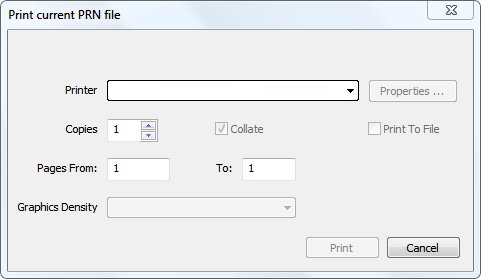 Print current PRN file
Printer
Properties ...
Copies 1 Collate Print To File
Pages From: 1 To: 1
Graphics Density
Print Cancel